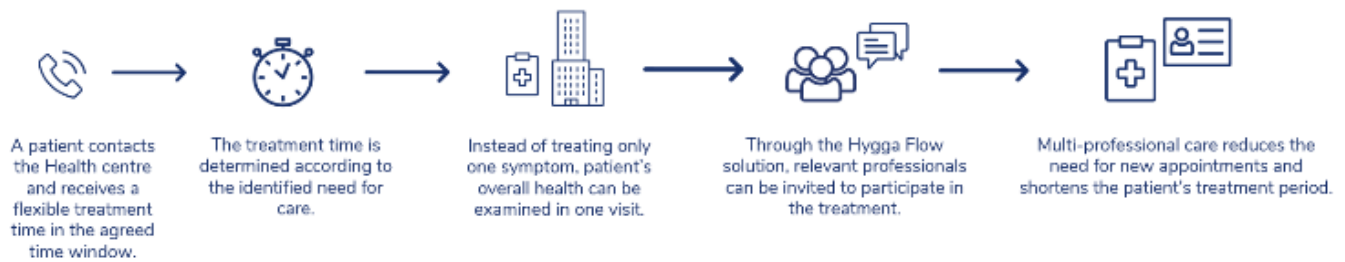 A patient contacts
the Health centre
and receives a
flexible treatment
time in the agreed
time window.
The treatment time is
determined according to
the identified need for
care.
Instead of treating only
one symptom, patient's
overall health can be
examined in one visit.
Through the Hygga Flow
solution, relevant professionals
can be invited to participate in
the treatment.
Multi-professional care reduces the
need for new appointments and
shortens the patient's treatment period.